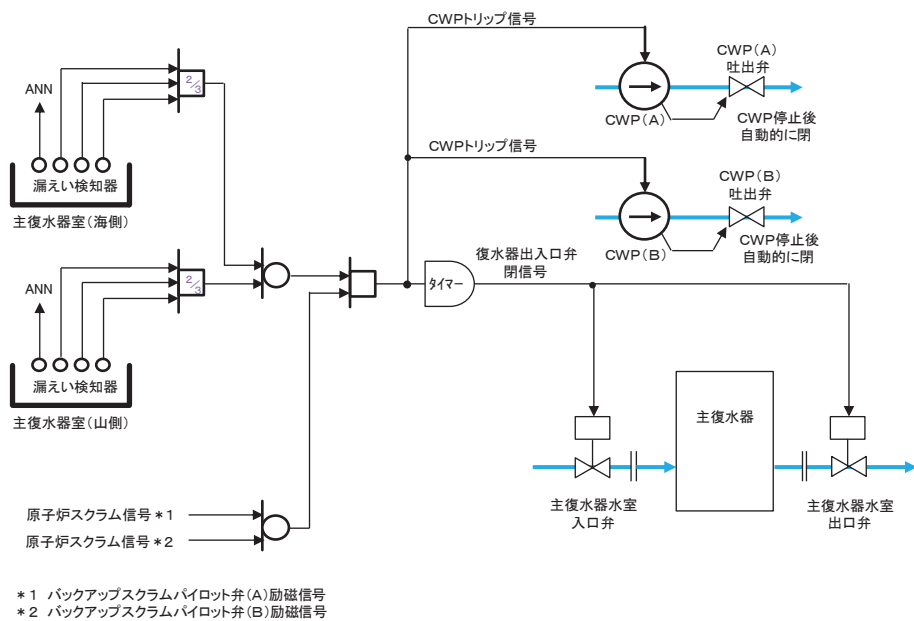 CWPトリップ信号
CWP(A)
吐出弁
ANN
2/3
CWP(A)
CWP停止後
自動的に閉
漏えい検知器
主復水器室(海側)
CWPトリップ信号
CWP(B)
吐出弁
CWP(B)
CWP停止後
自動的に閉
復水器出入口弁
閉信号
タイマー
ANN
2/3
漏えい検知器
主復水器室(山側)
主復水器
主復水器水室
入口弁
主復水器水室
出口弁
原子炉スクラム信号*1
原子炉スクラム信号*2
*1 バックアップスクラムパイロット弁(A)励磁信号
*2 バックアップスクラムパイロット弁(B)励磁信号